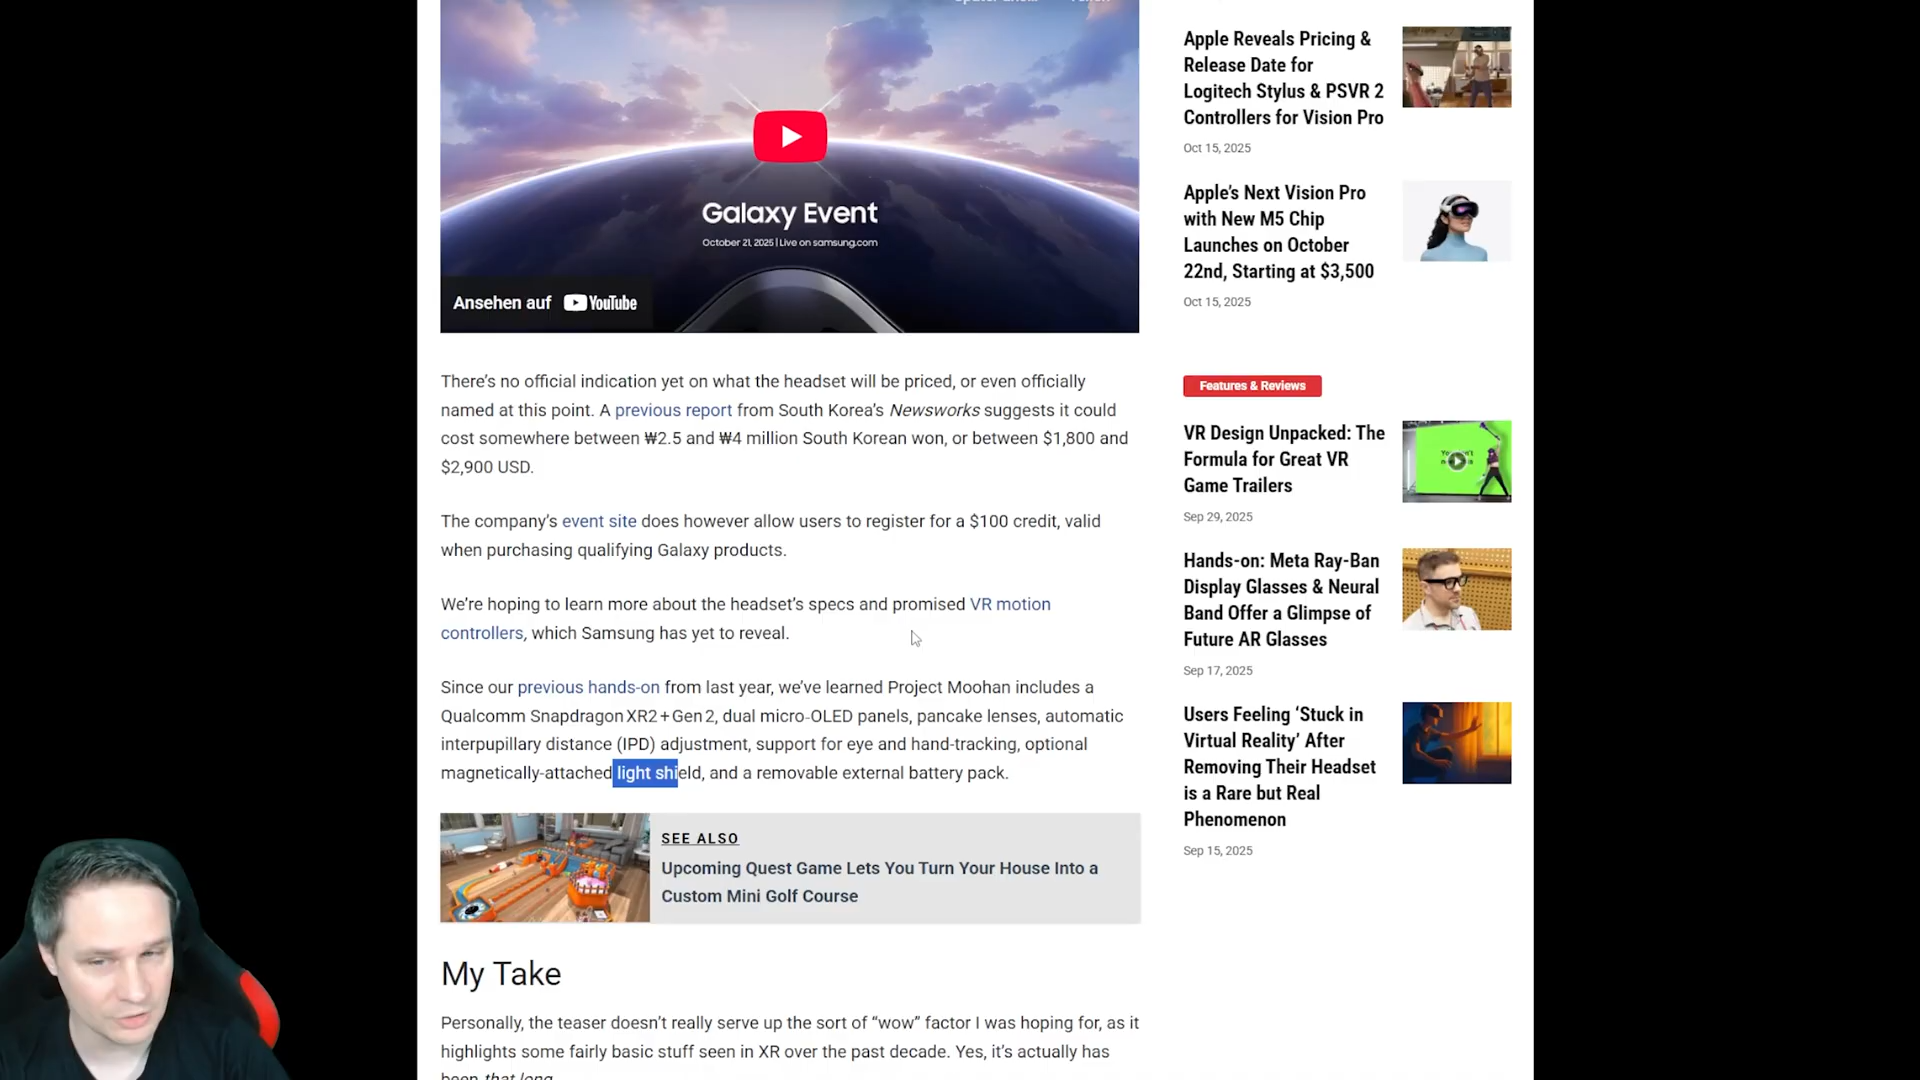 Galaxy Event
October 21, 2025 | Live on samsung.com
Ansehen auf YouTube
There's no official indication yet on what the headset will be priced, or even officially
named at this point. A previous report from South Korea's Newsworks suggests it could
cost somewhere between ₩2.5 and ₩4 million South Korean won, or between $1,800 and
$2,900 USD.
The company's event site does however allow users to register for a $100 credit, valid
when purchasing qualifying Galaxy products.
We're hoping to learn more about the headset's specs and promised VR motion
controllers, which Samsung has yet to reveal.
Since our previous hands-on from last year, we've learned Project Moohan includes a
Qualcomm Snapdragon XR2+Gen 2, dual micro-OLED panels, pancake lenses, automatic
interpupillary distance (IPD) adjustment, support for eye and hand-tracking, optional
magnetically-attached light shield, and a removable external battery pack.
SEE ALSO
Upcoming Quest Game Lets You Turn Your House Into a
Custom Mini Golf Course
My Take
Personally, the teaser doesn't really serve up the sort of “wow” factor I was hoping for, as it
highlights some fairly basic stuff seen in XR over the past decade. Yes, it's actually has
been that long.
Apple Reveals Pricing &
Release Date for
Logitech Stylus & PSVR 2
Controllers for Vision Pro
Oct 15, 2025
Apple's Next Vision Pro
with New M5 Chip
Launches on October
22nd, Starting at $3,500
Oct 15, 2025
Features & Reviews
VR Design Unpacked: The
Formula for Great VR
Game Trailers
Sep 29, 2025
Hands-on: Meta Ray-Ban
Display Glasses & Neural
Band Offer a Glimpse of
Future AR Glasses
Sep 17, 2025
Users Feeling ‘Stuck in
Virtual Reality’ After
Removing Their Headset
is a Rare but Real
Phenomenon
Sep 15, 2025